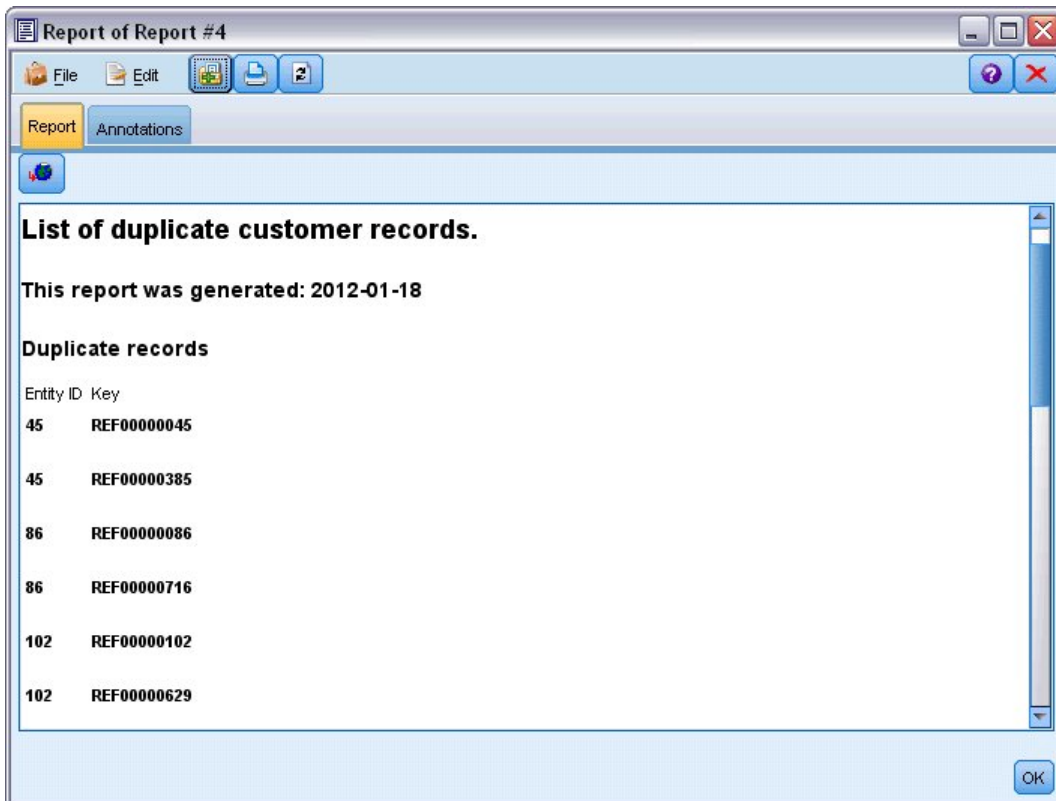 Report of Report #4
File Edit
Report Annotations
List of duplicate customer records.
This report was generated: 2012-01-18
Duplicate records
Entity ID Key
45 REF00000045
45 REF00000385
86 REF00000086
86 REF00000716
102 REF00000102
102 REF00000629
OK